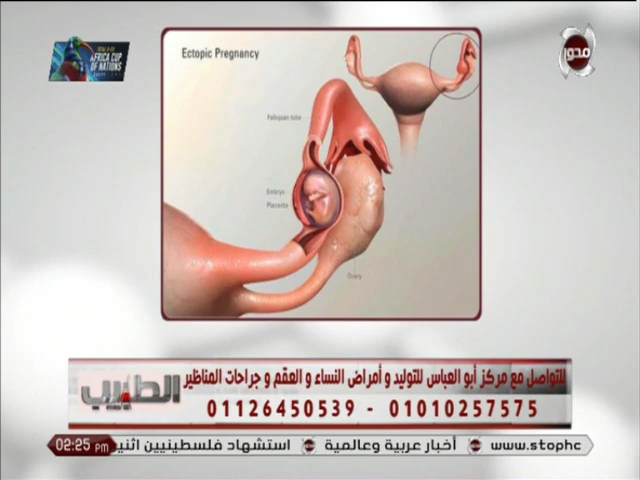 AFRICA CUP
OF NATIONS
محور
Ectopic Pregnancy
Fallopian tube
Embryo
Placenta
Ovary
للتواصل مع مركز أبو العباس للتوليد و أمراض النساء و العقم و جراحات المناظير
الطبيب
01126450539 - 01010257575
02:25 PM
استشهاد فلسطينيين اثنين
أخبار عربية وعالمية
www.stophc